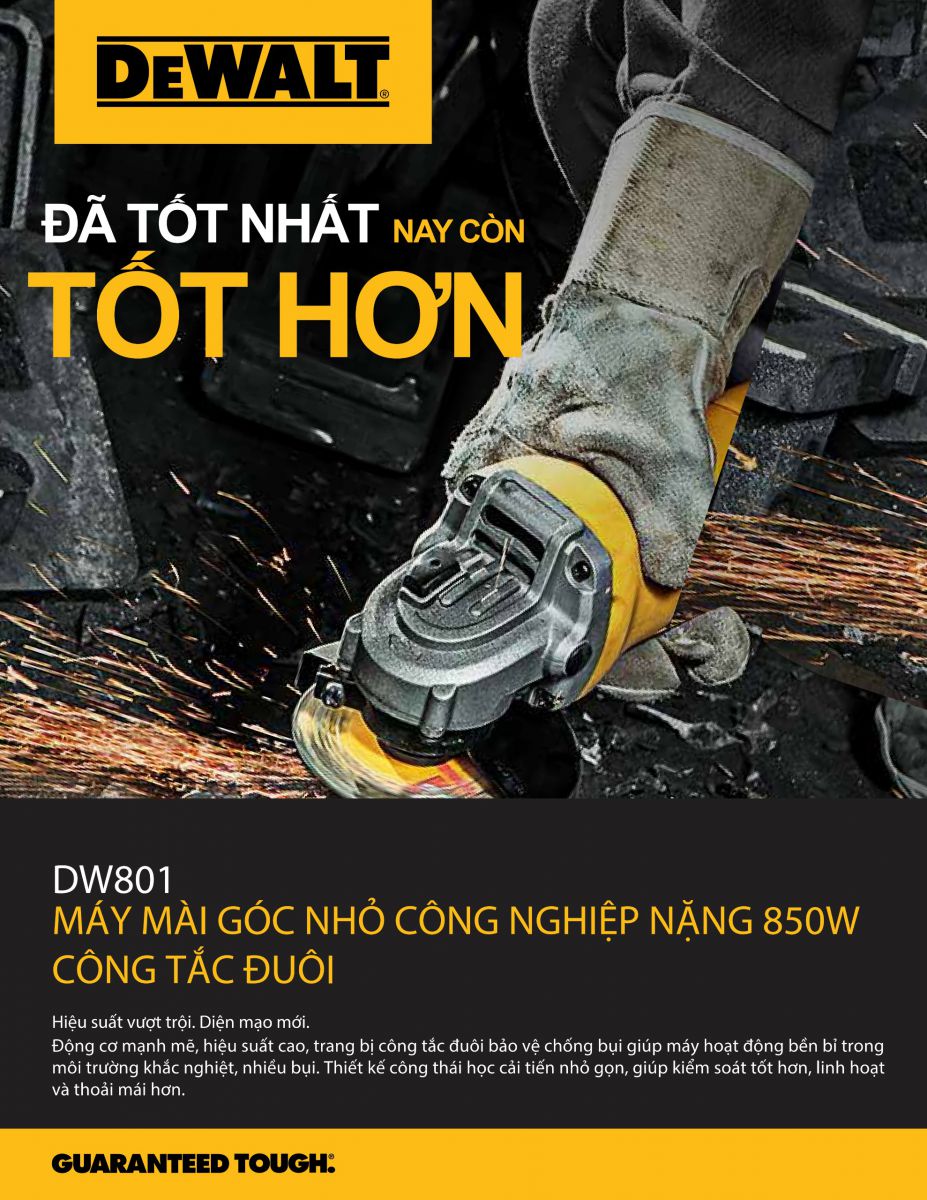 DEWALT®
ĐÃ TỐT NHẤT NAY CÒN
TỐT HƠN
DW801
MÁY MÀI GÓC NHỎ CÔNG NGHIỆP NẶNG 850W
CÔNG TẮC ĐUÔI
Hiệu suất vượt trội. Diện mạo mới.
Động cơ mạnh mẽ, hiệu suất cao, trang bị công tắc đuôi bảo vệ chống bụi giúp máy hoạt động bền bỉ trong
môi trường khắc nghiệt, nhiều bụi. Thiết kế công thái học cải tiến nhỏ gọn, giúp kiểm soát tốt hơn, linh hoạt
và thoải mái hơn.
GUARANTEED TOUGH.®